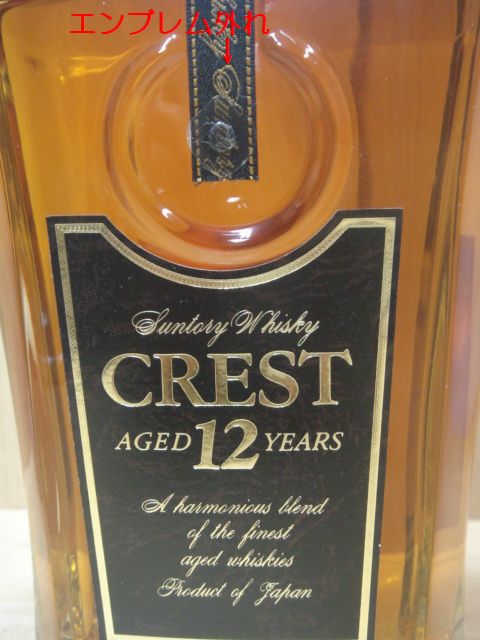 エンブレム外れ
↓
Suntory Whisky
CREST
AGED 12 YEARS
A harmonious blend
of the finest
aged whiskies
Product of Japan